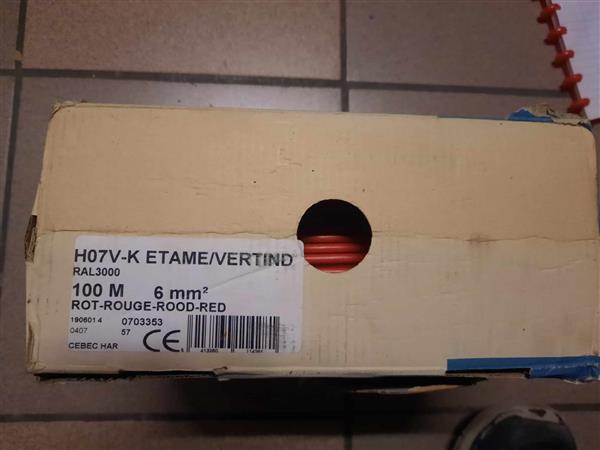 H07V-K ETAME/VERTIND
RAL3000
100 M 6 mm²
ROT-ROUGE-ROOD-RED
190601 4 0703353
0407 57
CEBEC HAR CE